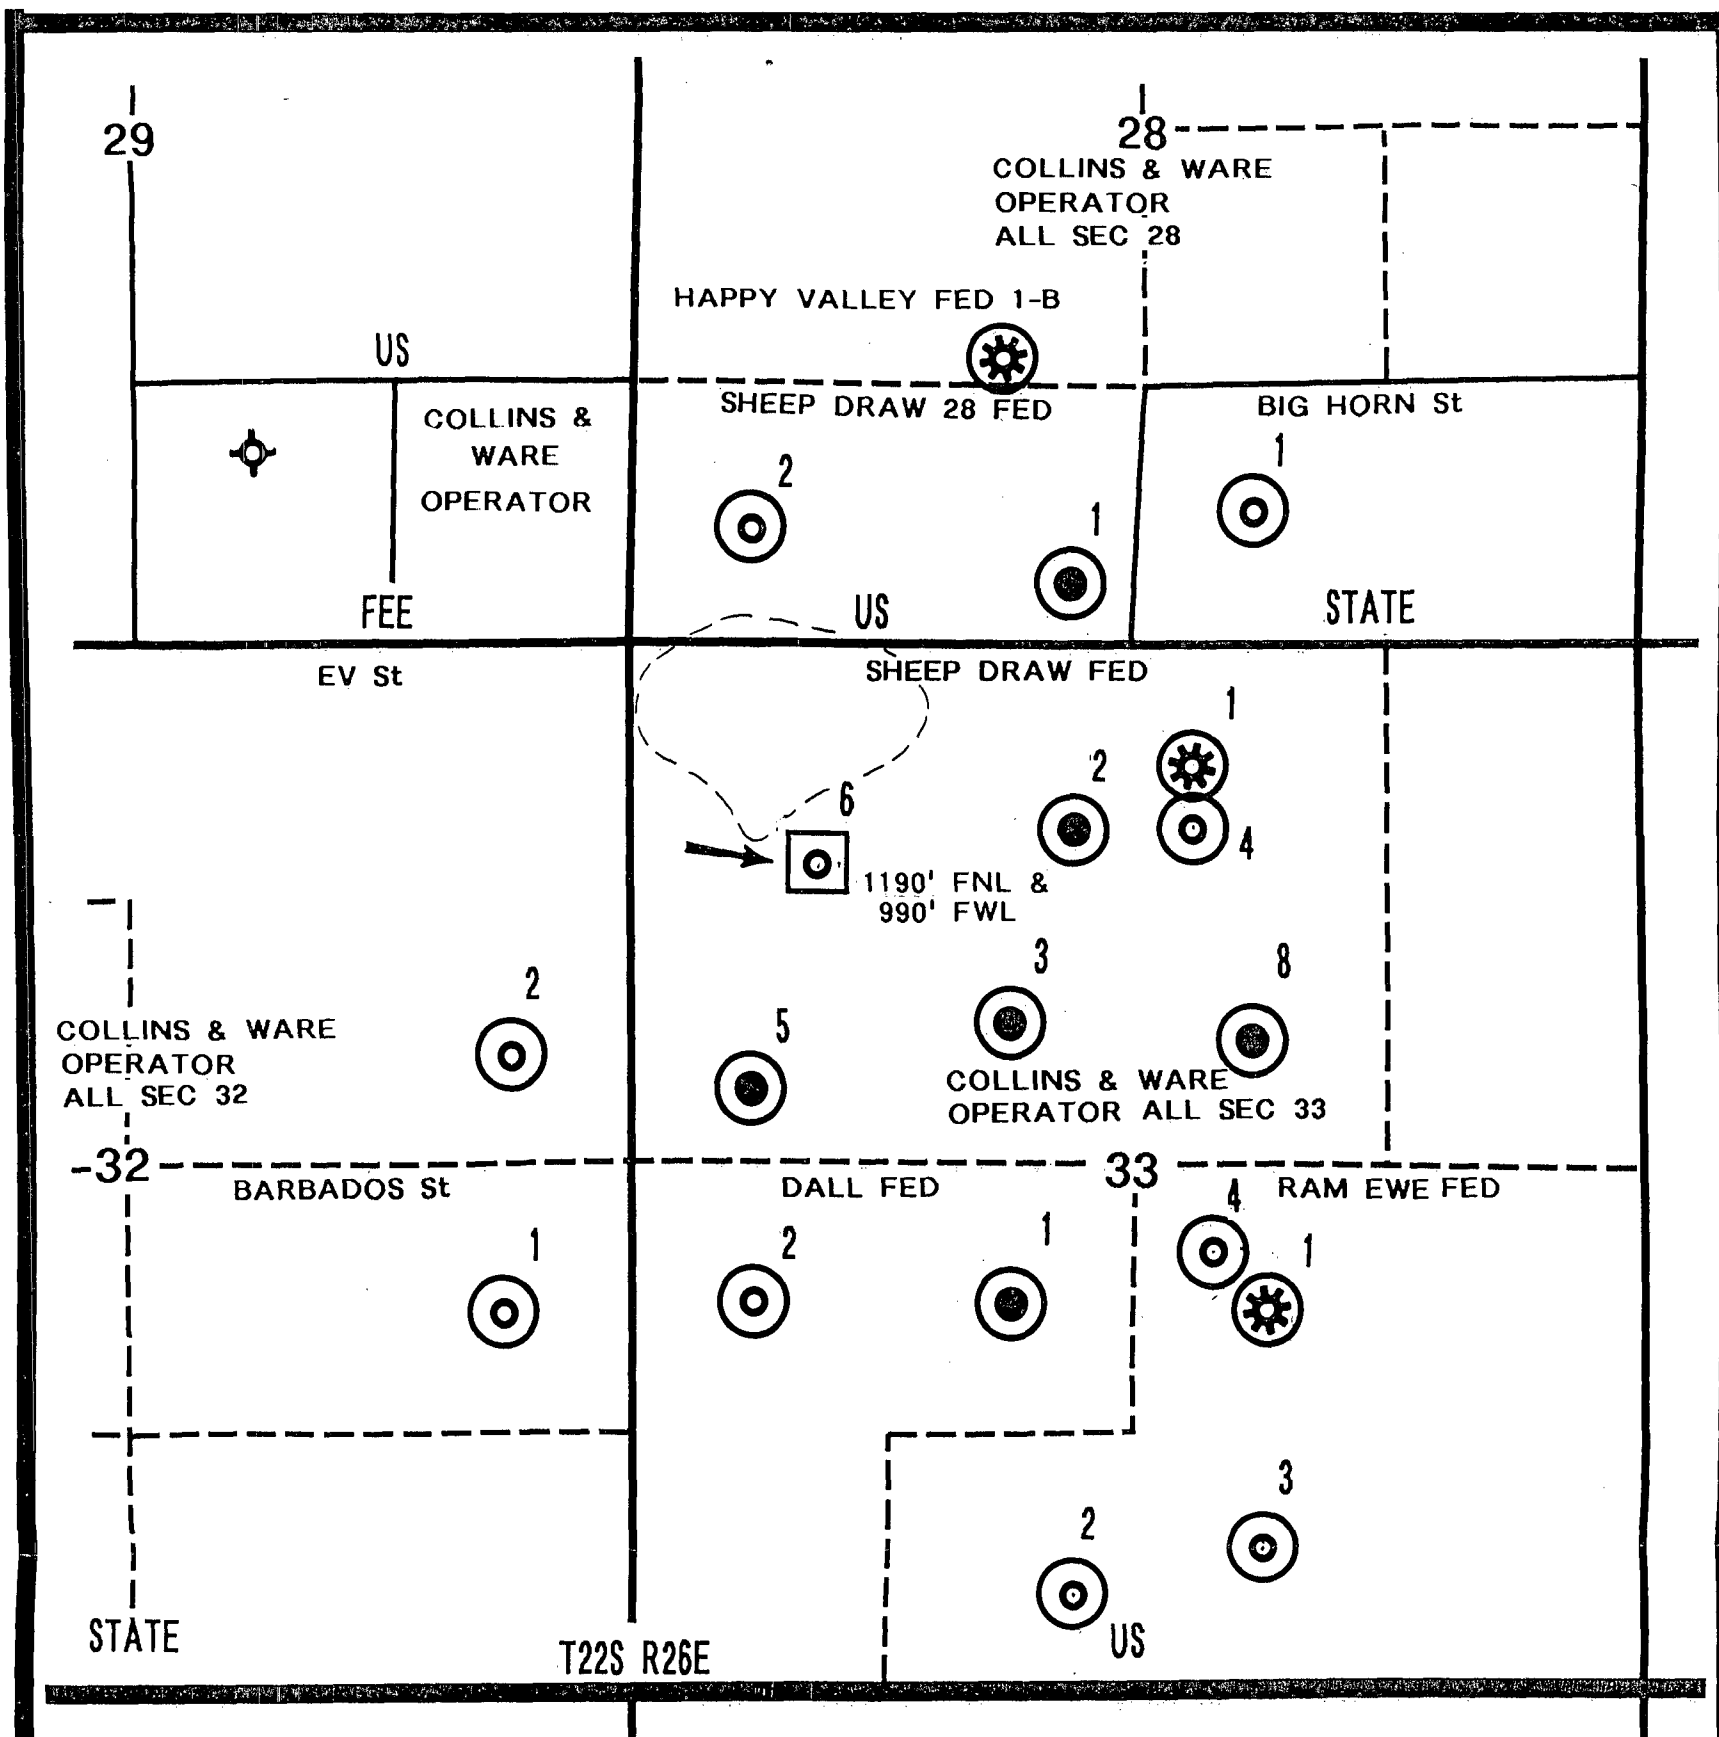 29
28
COLLINS & WARE
OPERATOR
ALL SEC 28
HAPPY VALLEY FED 1-B
US
COLLINS &
WARE
OPERATOR
SHEEP DRAW 28 FED
BIG HORN St
2
1
1
FEE
US
STATE
EV St
SHEEP DRAW FED
1
2
6
4
1190' FNL &
990' FWL
3
8
2
5
COLLINS & WARE
OPERATOR
ALL SEC 32
COLLINS & WARE
OPERATOR ALL SEC 33
-32
33
BARBADOS St
DALL FED
RAM EWE FED
4
1
2
1
1
3
2
STATE
US
T22S R26E